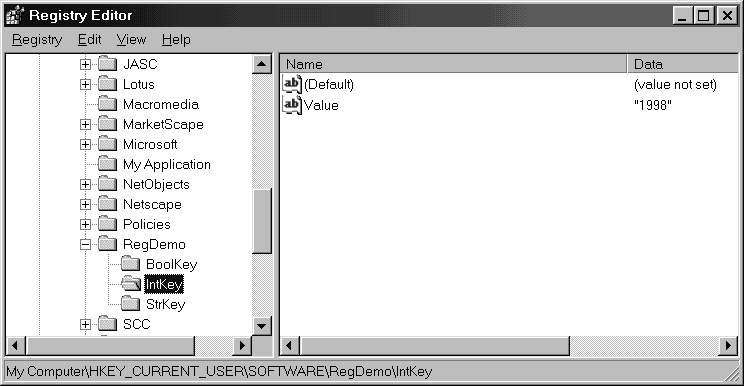 Registry Editor
Registry Edit View Help
Name Data
JASC
Lotus
Macromedia
MarketScape
Microsoft
My Application
NetObjects
Netscape
Policies
RegDemo
BoolKey
IntKey
StrKey
SCC
ab (Default) (value not set)
ab Value "1998"
My Computer\HKEY_CURRENT_USER\SOFTWARE\RegDemo\IntKey